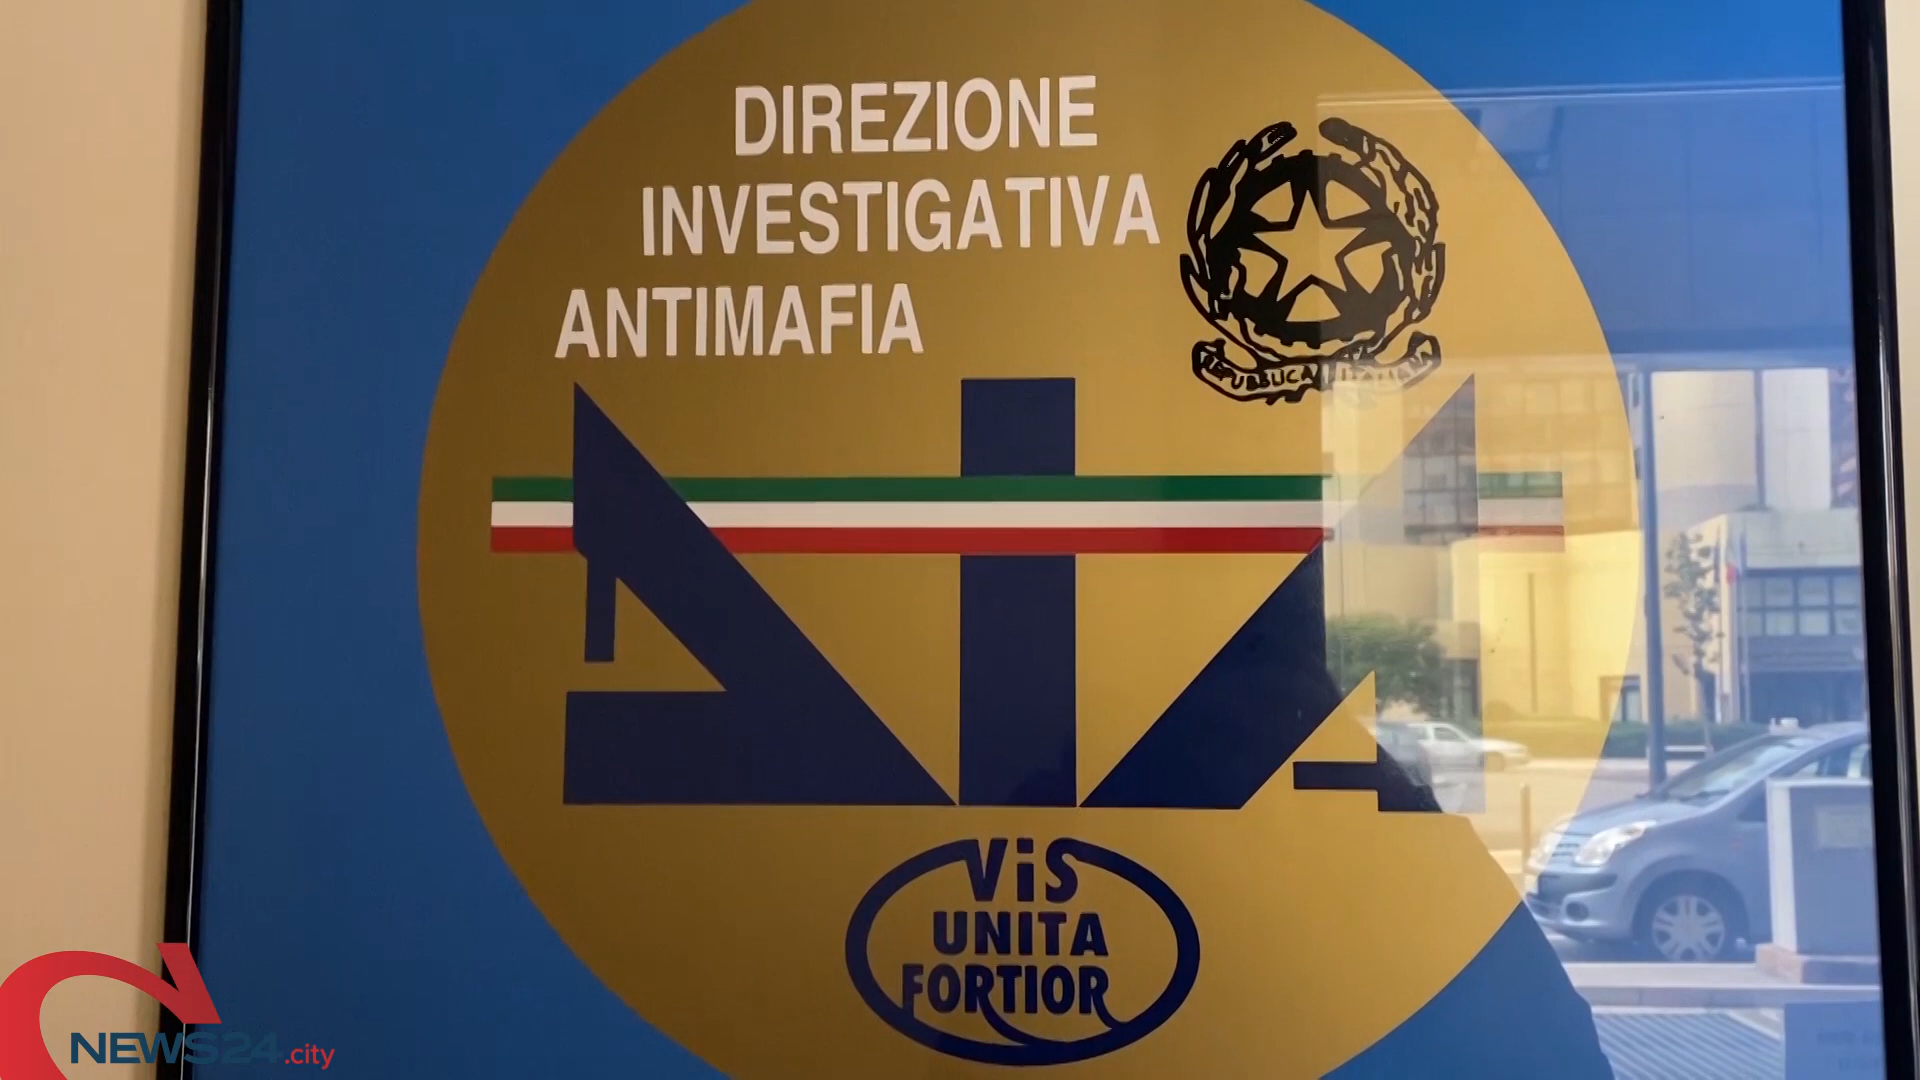 DIREZIONE
INVESTIGATIVA
ANTIMAFIA
REPUBBLICA ITALIANA
DIA
ViS
UNITA
FORTIOR
NEWS24.city